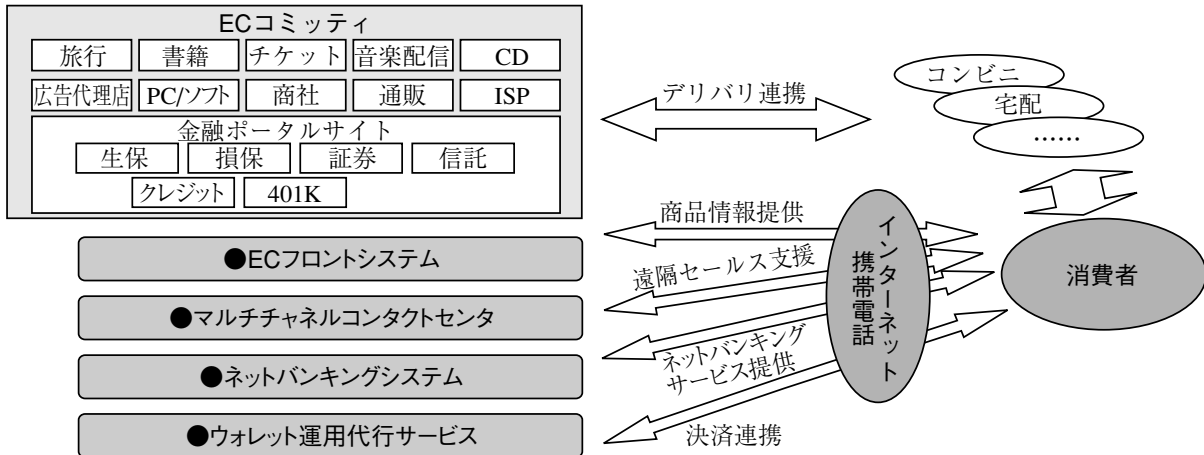 ECコミッティ
旅行 書籍 チケット 音楽配信 CD
広告代理店 PC/ソフト 商社 通販 ISP
金融ポータルサイト
生保 損保 証券 信託
クレジット 401K
●ECフロントシステム
●マルチチャネルコンタクトセンタ
●ネットバンキングシステム
●ウォレット運用代行サービス
デリバリ連携
コンビニ
宅配
……
商品情報提供
遠隔セールス支援
ネットバンキング
サービス提供
決済連携
インターネット
携帯電話
消費者